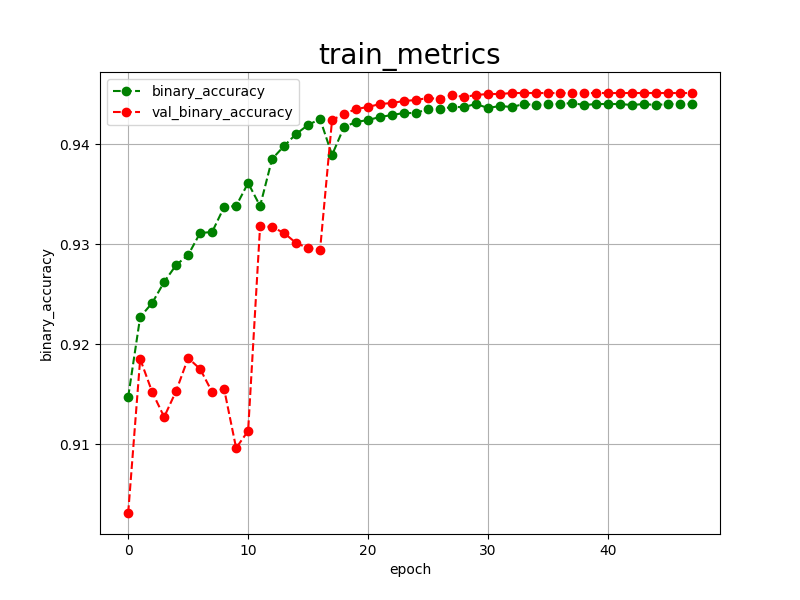 train_metrics
binary_accuracy
val_binary_accuracy
0.94
0.93
0.92
0.91
binary_accuracy
0 10 20 30 40
epoch